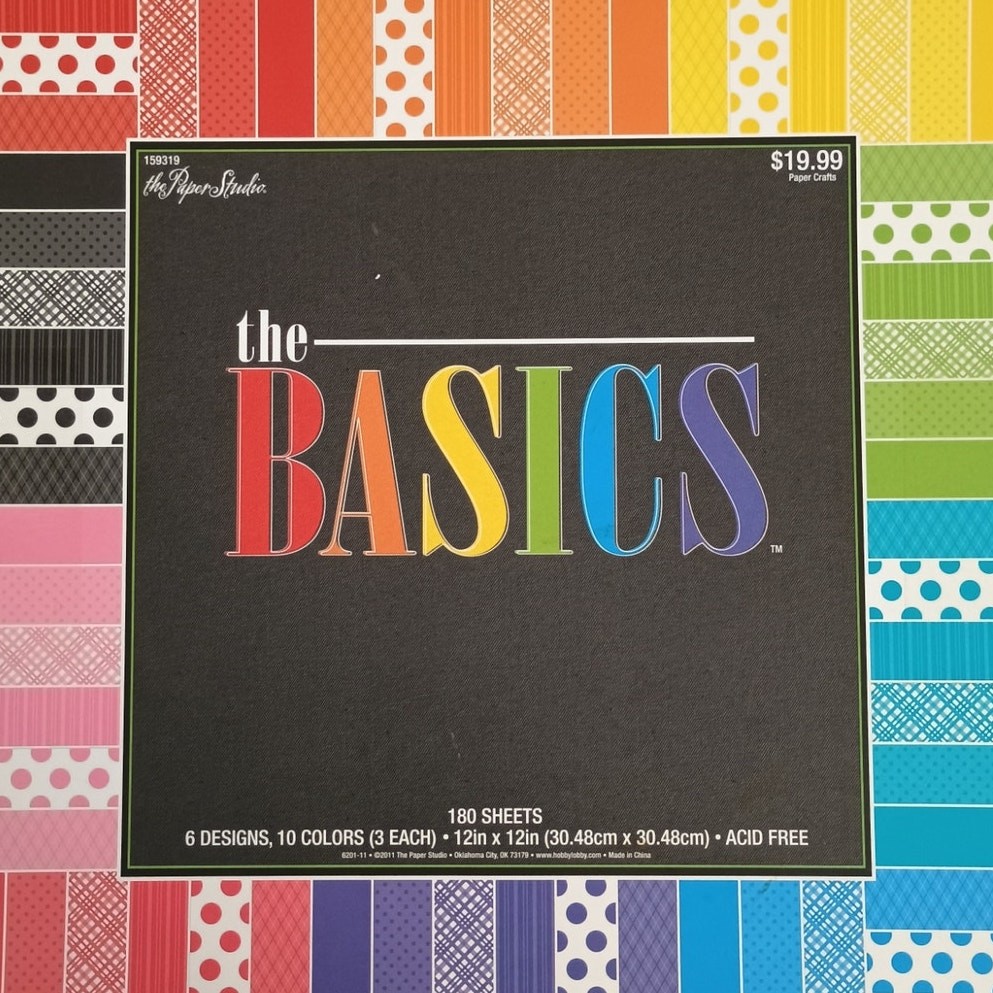 159319
the Paper Studio.
$19.99
Paper Crafts
the
BASICS
™
180 SHEETS
6 DESIGNS, 10 COLORS (3 EACH) • 12in x 12in (30.48cm x 30.48cm) • ACID FREE
6201-11 • ©2011 The Paper Studio • Oklahoma City, OK 73179 • www.hobbylobby.com • Made in China